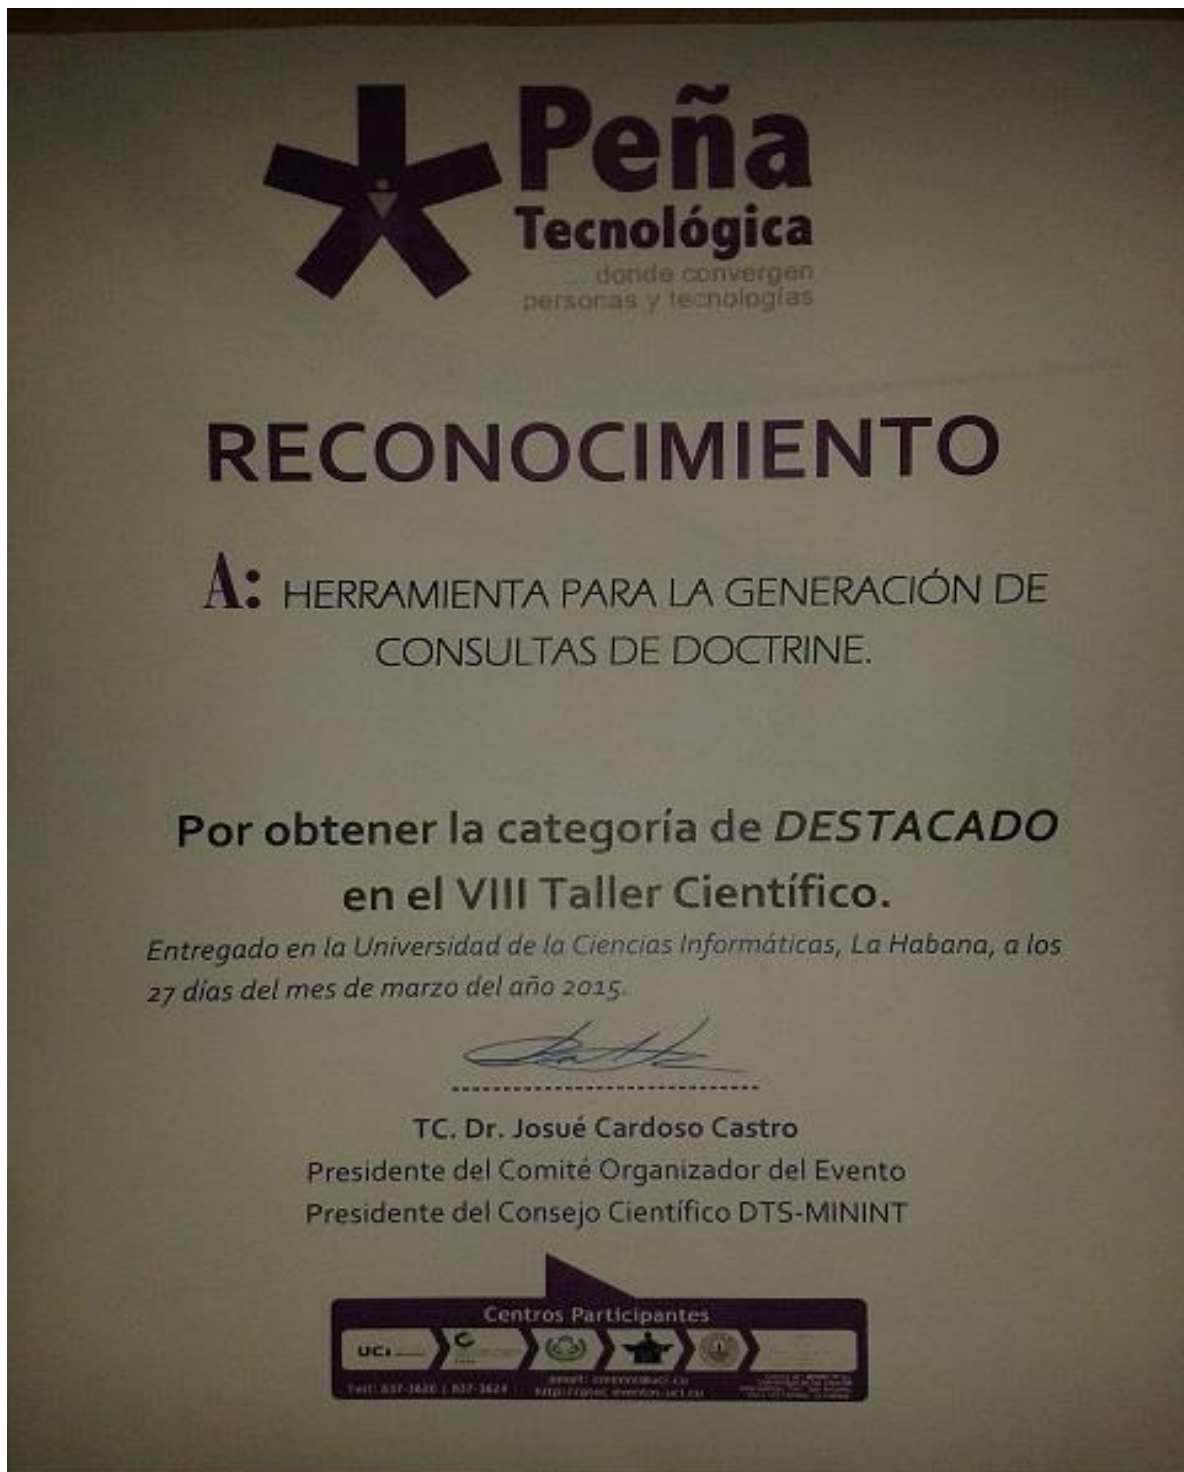 Peña
Tecnológica
... donde convergen
personas y tecnologías
RECONOCIMIENTO
A: HERRAMIENTA PARA LA GENERACIÓN DE
CONSULTAS DE DOCTRINE.
Por obtener la categoría de DESTACADO
en el VIII Taller Científico.
Entregado en la Universidad de la Ciencias Informáticas, La Habana, a los
27 días del mes de marzo del año 2015.
TC. Dr. Josué Cardoso Castro
Presidente del Comité Organizador del Evento
Presidente del Consejo Científico DTS-MININT
Centros Participantes
UCi